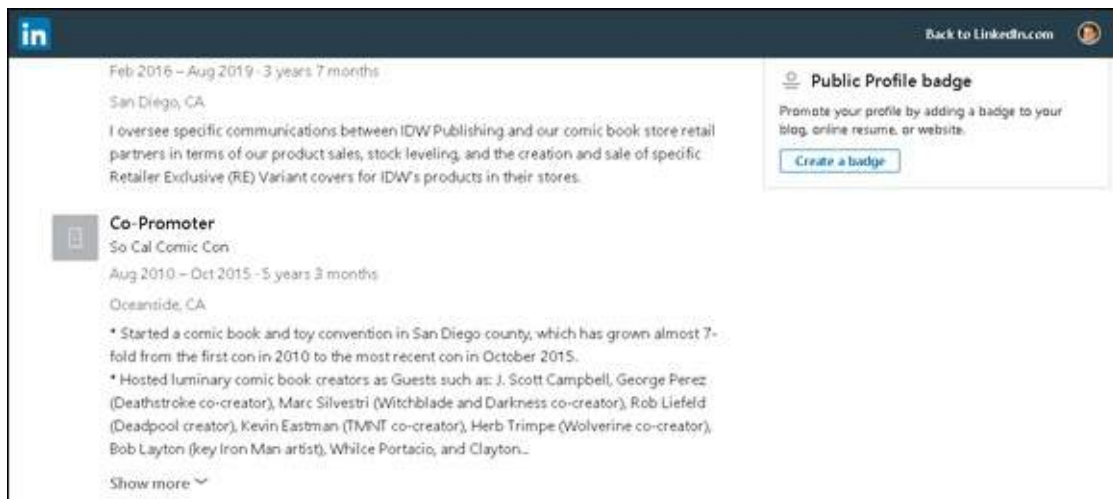 in
Back to LinkedIn.com
Feb 2016 – Aug 2019 · 3 years 7 months
San Diego, CA
I oversee specific communications between IDW Publishing and our comic book store retail
partners in terms of our product sales, stock leveling, and the creation and sale of specific
Retailer Exclusive (RE) Variant covers for IDW's products in their stores.
Co-Promoter
So Cal Comic Con
Aug 2010 – Oct 2015 · 5 years 3 months
Oceanside, CA
* Started a comic book and toy convention in San Diego county, which has grown almost 7-
fold from the first con in 2010 to the most recent con in October 2015.
* Hosted luminary comic book creators as Guests such as: J. Scott Campbell, George Perez
(Deathstroke co-creator), Marc Silvestri (Witchblade and Darkness co-creator), Rob Liefeld
(Deadpool creator), Kevin Eastman (TMNT co-creator), Herb Trimpe (Wolverine co-creator),
Bob Layton (key Iron Man artist), Whilce Portacio, and Clayton...
Show more
Public Profile badge
Promote your profile by adding a badge to your
blog, online resume, or website.
Create a badge